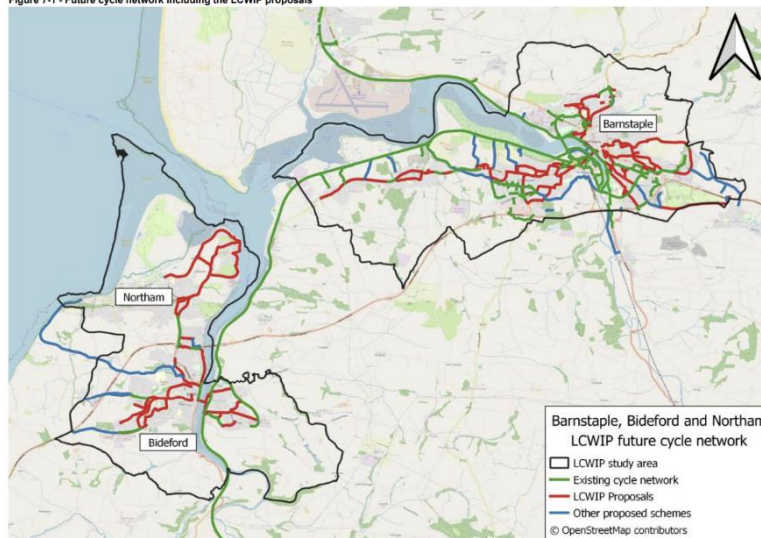 Figure 7-1 - Future cycle network including the LCWIP proposals
Barnstaple
Northam
Bideford
Barnstaple, Bideford and Northam
LCWIP future cycle network
LCWIP study area
Existing cycle network
LCWIP Proposals
Other proposed schemes
© OpenStreetMap contributors